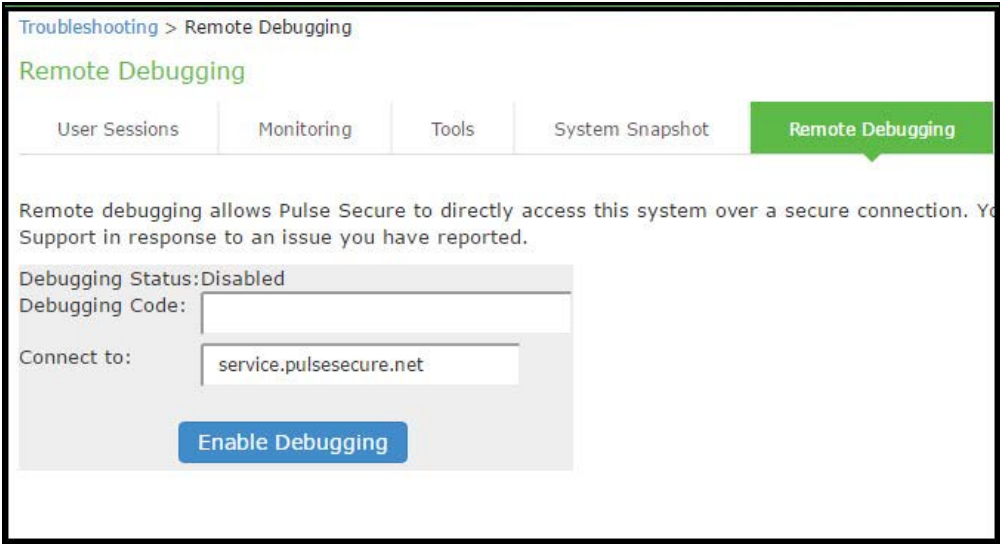 Troubleshooting > Remote Debugging
Remote Debugging
User Sessions Monitoring Tools System Snapshot Remote Debugging
Remote debugging allows Pulse Secure to directly access this system over a secure connection.
Support in response to an issue you have reported.
Debugging Status:Disabled
Debugging Code:
Connect to: service.pulsesecure.net
Enable Debugging